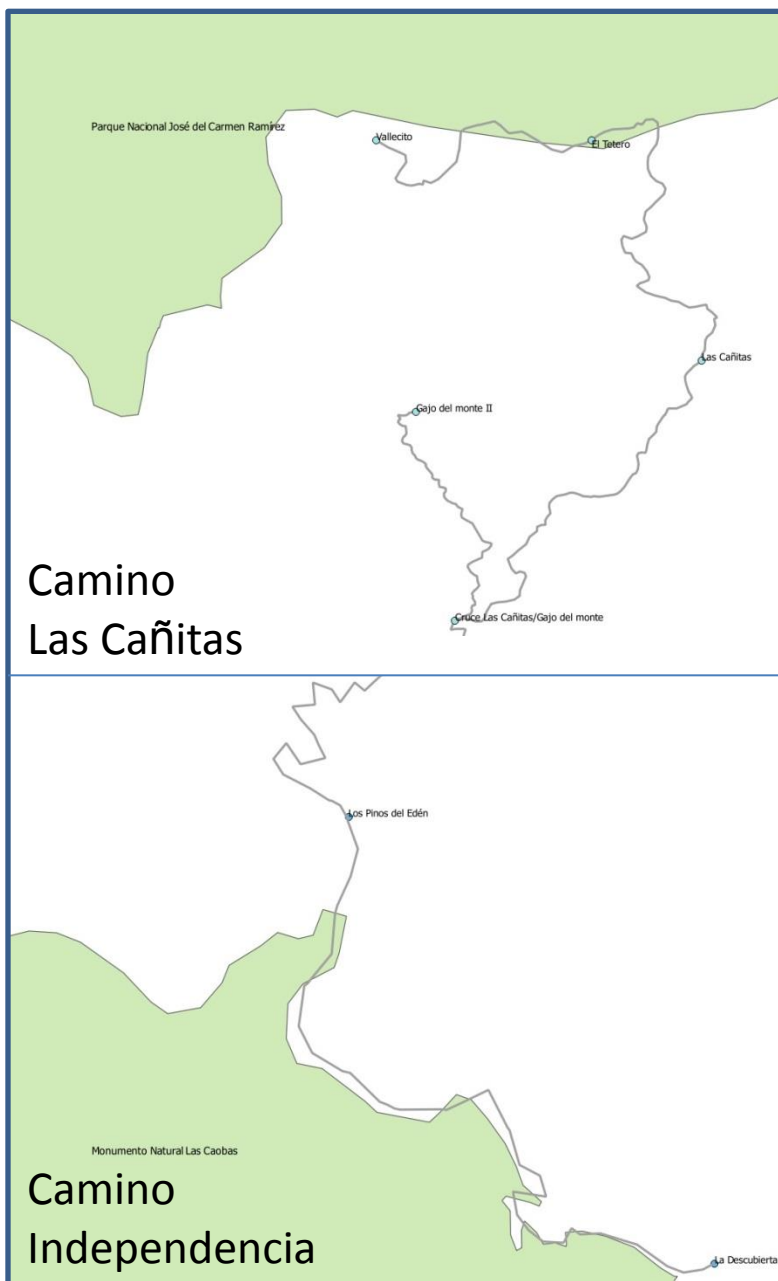 Parque Nacional José del Carmen Ramírez
Vallecito
El Tetero
Las Cañitas
Gajo del monte II
Cruce Las Cañitas/Gajo del monte
Camino
Las Cañitas
Los Pinos del Edén
Monumento Natural Las Caobas
Camino
Independencia
La Descubierta